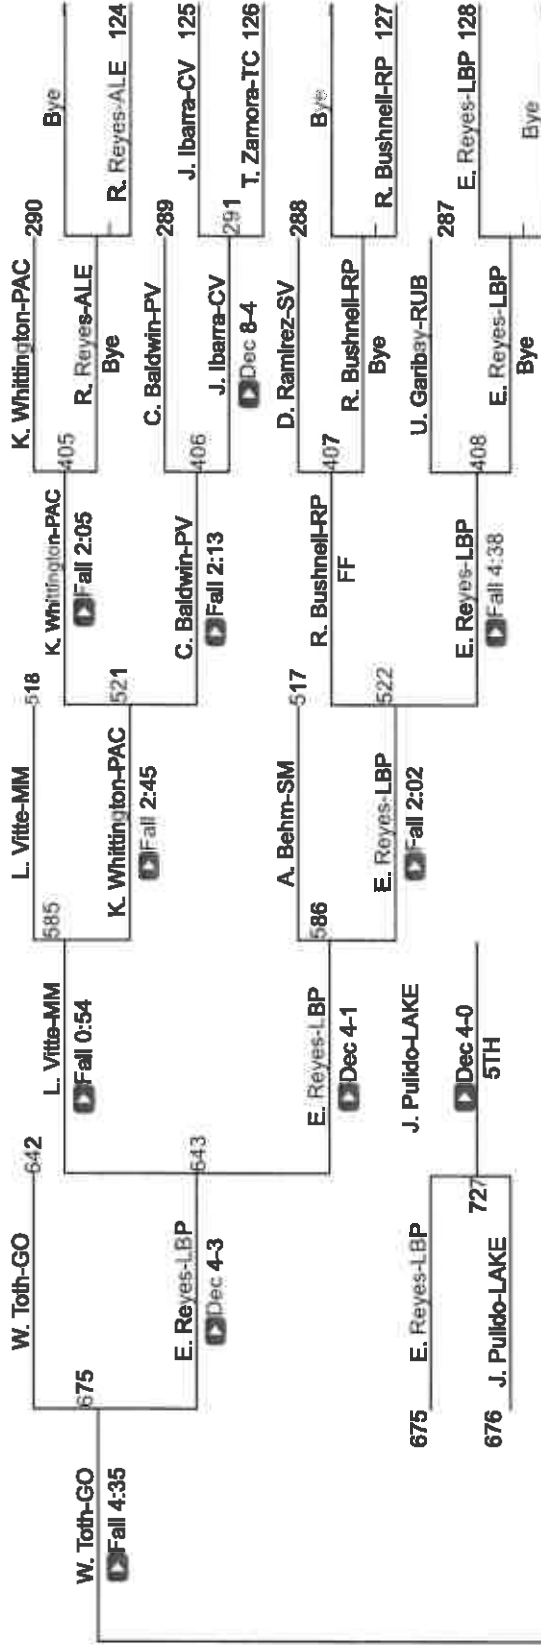 W. Toth-GO 642
L. Vitte-MM 518
K. Whittington-PAC 290
L. Vitte-MM
585
K. Whittington-PAC
405
Bye
W. Toth-GO
675
Fall 0:54
Fall 2:05
R. Reyes-ALE
Bye
Fall 4:35
K. Whittington-PAC
521
R. Reyes-ALE 124
Fall 2:45
C. Baldwin-PV 289
E. Reyes-LBP
643
C. Baldwin-PV
406
J. Ibarra-CV 125
Dec 4-3
Fall 2:13
J. Ibarra-CV
291
Dec 8-4
T. Zamora-TC 126
A. Behm-SM 517
D. Ramirez-SV 288
E. Reyes-LBP
586
R. Bushnell-RP
407
Bye
Dec 4-1
FF
R. Bushnell-RP
Bye
E. Reyes-LBP
522
R. Bushnell-RP 127
Fall 2:02
J. Pulido-LAKE
U. Garibay-RUB 287
675 E. Reyes-LBP
Dec 4-0
E. Reyes-LBP
408
E. Reyes-LBP 128
727
5TH
Fall 4:38
E. Reyes-LBP
676 J. Pulido-LAKE
Bye
Bye